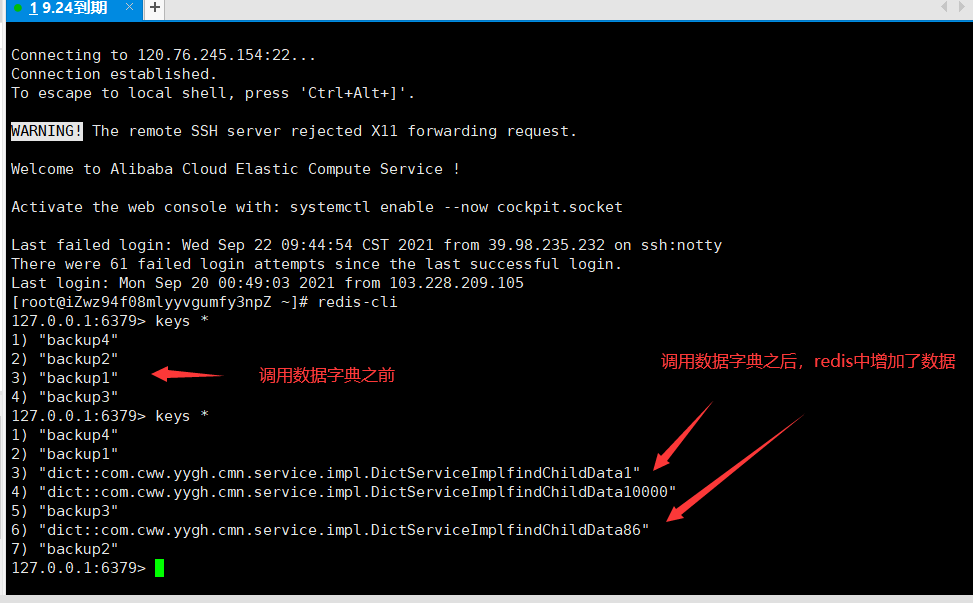 1 9.24到期 × +
Connecting to 120.76.245.154:22...
Connection established.
To escape to local shell, press 'Ctrl+Alt+]'.
WARNING! The remote SSH server rejected X11 forwarding request.
Welcome to Alibaba Cloud Elastic Compute Service !
Activate the web console with: systemctl enable --now cockpit.socket
Last failed login: Wed Sep 22 09:44:54 CST 2021 from 39.98.235.232 on ssh:notty
There were 61 failed login attempts since the last successful login.
Last login: Mon Sep 20 00:49:03 2021 from 103.228.209.105
[root@iZwz94f08mlyyvgumfy3npZ ~]# redis-cli
127.0.0.1:6379> keys *
1) "backup4"
2) "backup2"
3) "backup1"
4) "backup3"
调用数据字典之前
调用数据字典之后，redis中增加了数据
127.0.0.1:6379> keys *
1) "backup4"
2) "backup1"
3) "dict::com.cww.yygh.cmn.service.impl.DictServiceImplfindChildData1"
4) "dict::com.cww.yygh.cmn.service.impl.DictServiceImplfindChildData10000"
5) "backup3"
6) "dict::com.cww.yygh.cmn.service.impl.DictServiceImplfindChildData86"
7) "backup2"
127.0.0.1:6379>